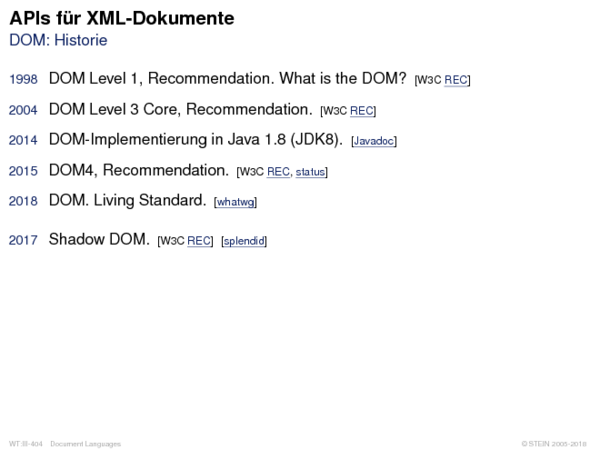 APIs für XML-Dokumente
DOM: Historie
1998 DOM Level 1, Recommendation. What is the DOM? [W3C REC]
2004 DOM Level 3 Core, Recommendation. [W3C REC]
2014 DOM-Implementierung in Java 1.8 (JDK8). [Javadoc]
2015 DOM4, Recommendation. [W3C REC, status]
2018 DOM. Living Standard. [whatwg]
2017 Shadow DOM. [W3C REC] [splendid]
WT:III-404 Document Languages © STEIN 2005-2018